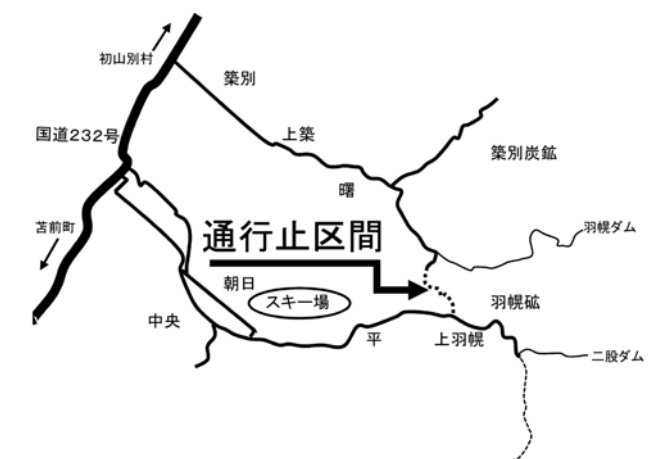 初山別村
築別
国道232号
上築
築別炭鉱
曙
苫前町
通行止区間
羽幌ダム
朝日
スキー場
羽幌砿
中央
平
上羽幌
二股ダム